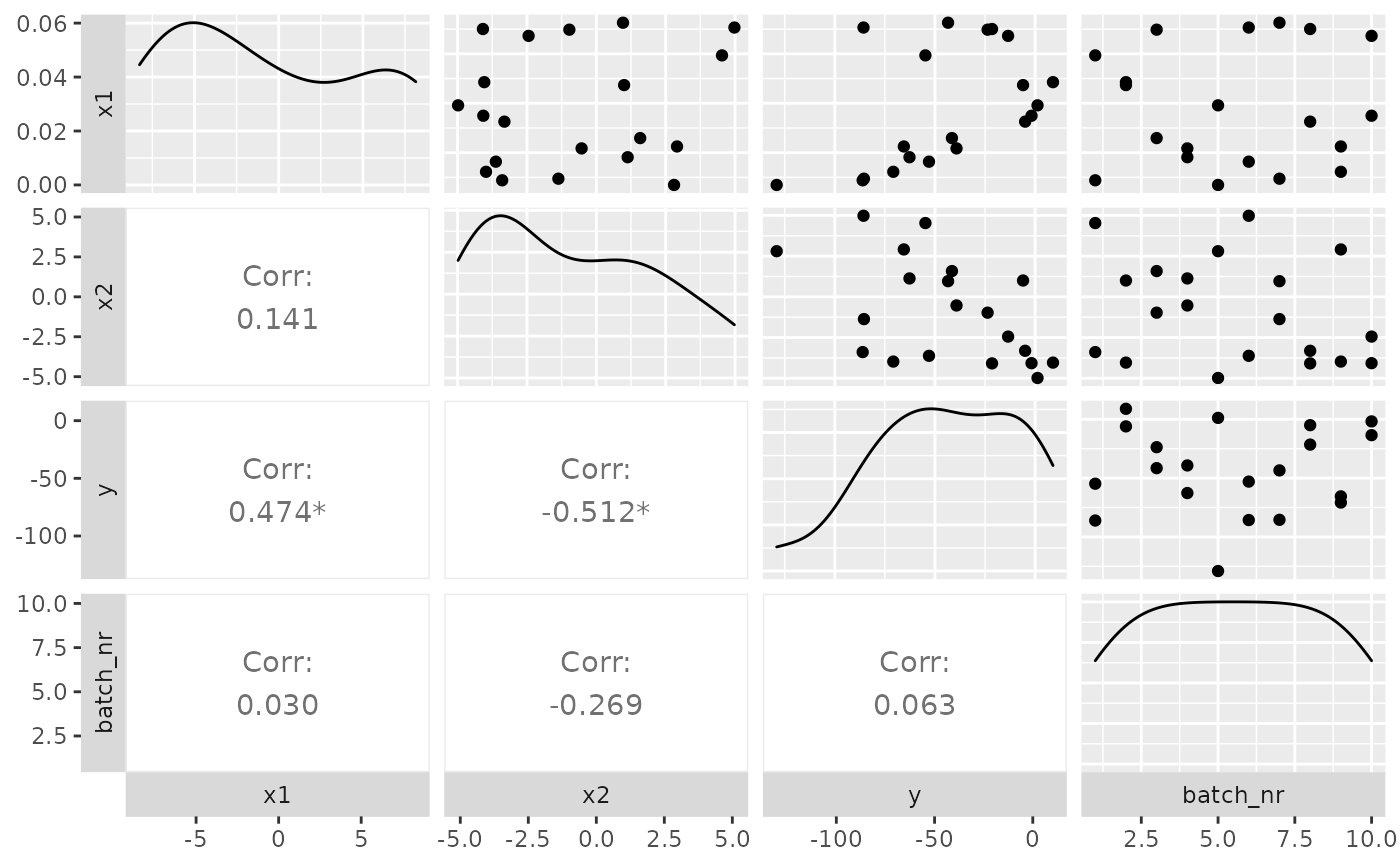 0.06
0.04
0.02
0.00
x1
5.0
2.5
0.0
-2.5
-5.0
x2
Corr:
0.141
0
-50
-100
y
Corr:
0.474*
Corr:
-0.512*
10.0
7.5
5.0
2.5
batch_nr
Corr:
0.030
Corr:
-0.269
Corr:
0.063
x1 x2 y batch_nr
-5 0 5 -5.0 -2.5 0.0 2.5 5.0 -100 -50 0 2.5 5.0 7.5 10.0